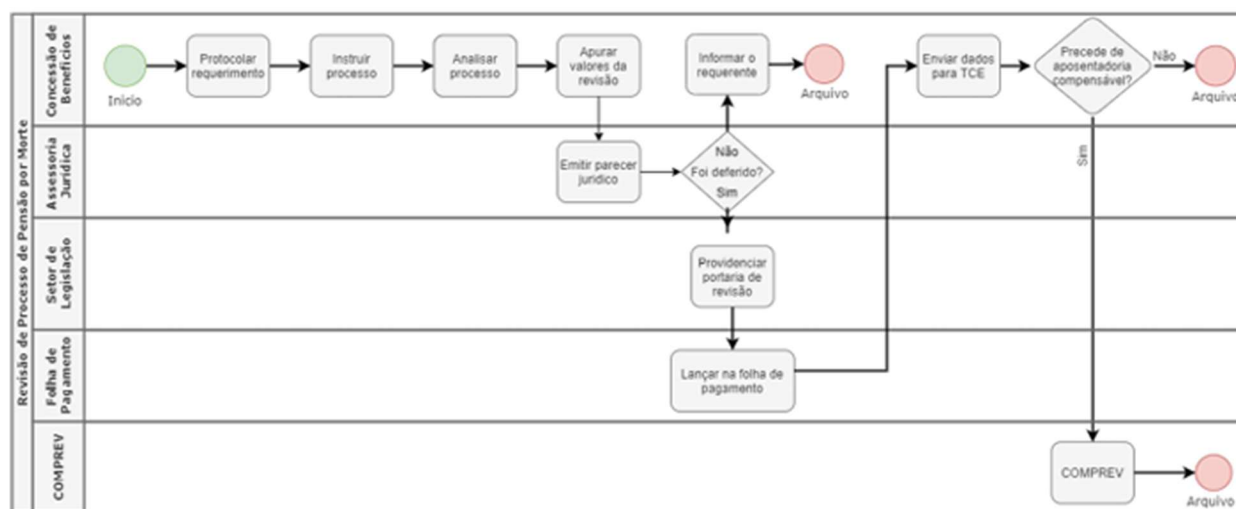 Revisão de Processo de Pensão por Morte
Concessão de
Benefícios
Início
Protocolar
requerimento
Instruir
processo
Analisar
processo
Apurar
valores da
revisão
Informar o
requerente
Arquivo
Enviar dados
para TCE
Precede de
aposentadoria
compensável?
Não
Arquivo
Assessoria
Jurídica
Emitir parecer
jurídico
Não
Foi deferido?
Sim
Sim
Setor de
Legislação
Providenciar
portaria de
revisão
Folha de
Pagamento
Lançar na folha de
pagamento
COMPREV
COMPREV
Arquivo